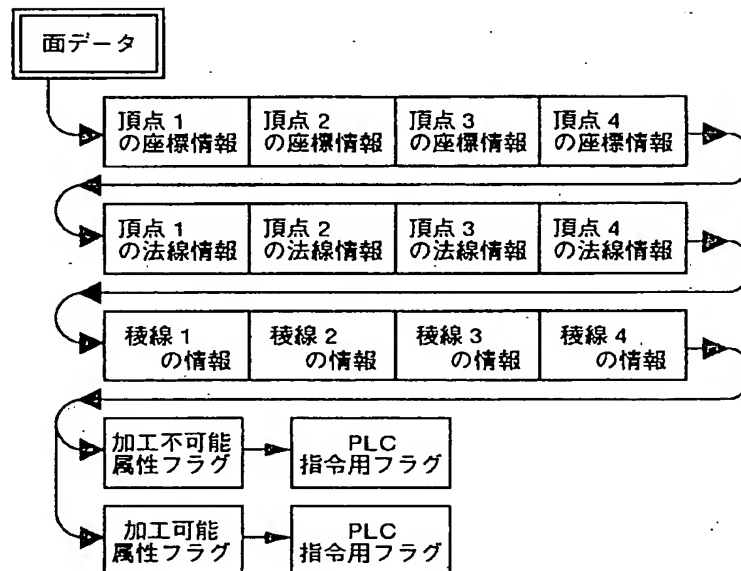 面データ
頂点1
の座標情報
頂点2
の座標情報
頂点3
の座標情報
頂点4
の座標情報
頂点1
の法線情報
頂点2
の法線情報
頂点3
の法線情報
頂点4
の法線情報
稜線1
の情報
稜線2
の情報
稜線3
の情報
稜線4
の情報
加工不可能
属性フラグ
PLC
指令用フラグ
加工可能
属性フラグ
PLC
指令用フラグ